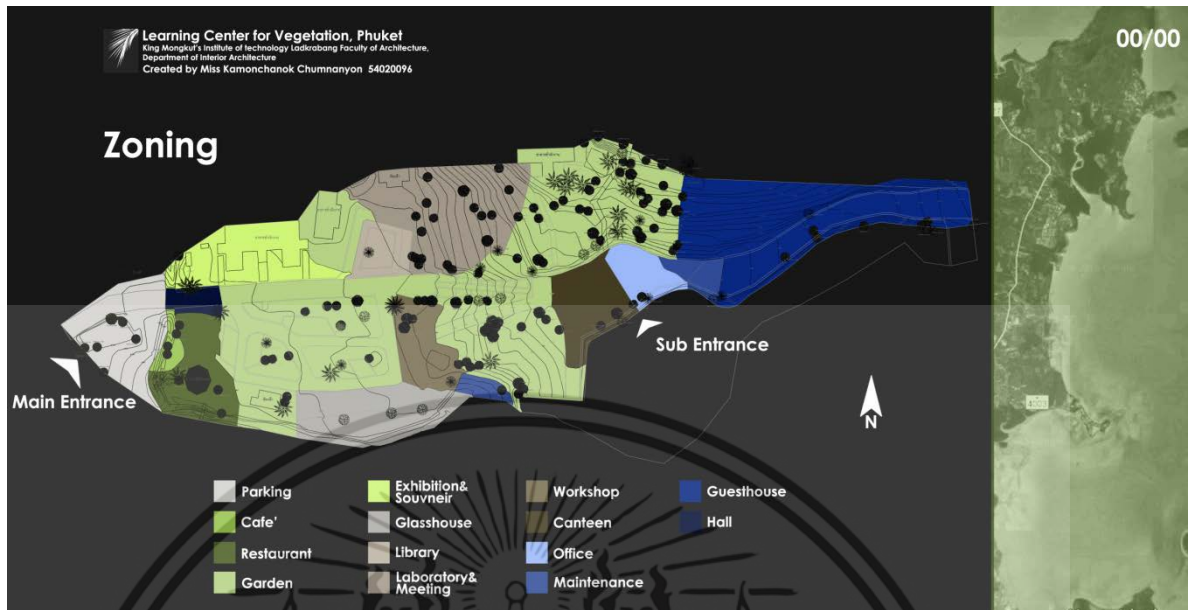 Learning Center for Vegetation, Phuket
King Mongkut's Institute of technology Ladkrabang Faculty of Architecture,
Department of Interior Architecture
Created by Miss Kamonchanok Chumnanyon 54020096
00/00
Zoning
Sub Entrance
Main Entrance
N
Parking
Cafe'
Restaurant
Garden
Exhibition&
Souvneir
Glasshouse
Library
Laboratory&
Meeting
Workshop
Canteen
Office
Maintenance
Guesthouse
Hall